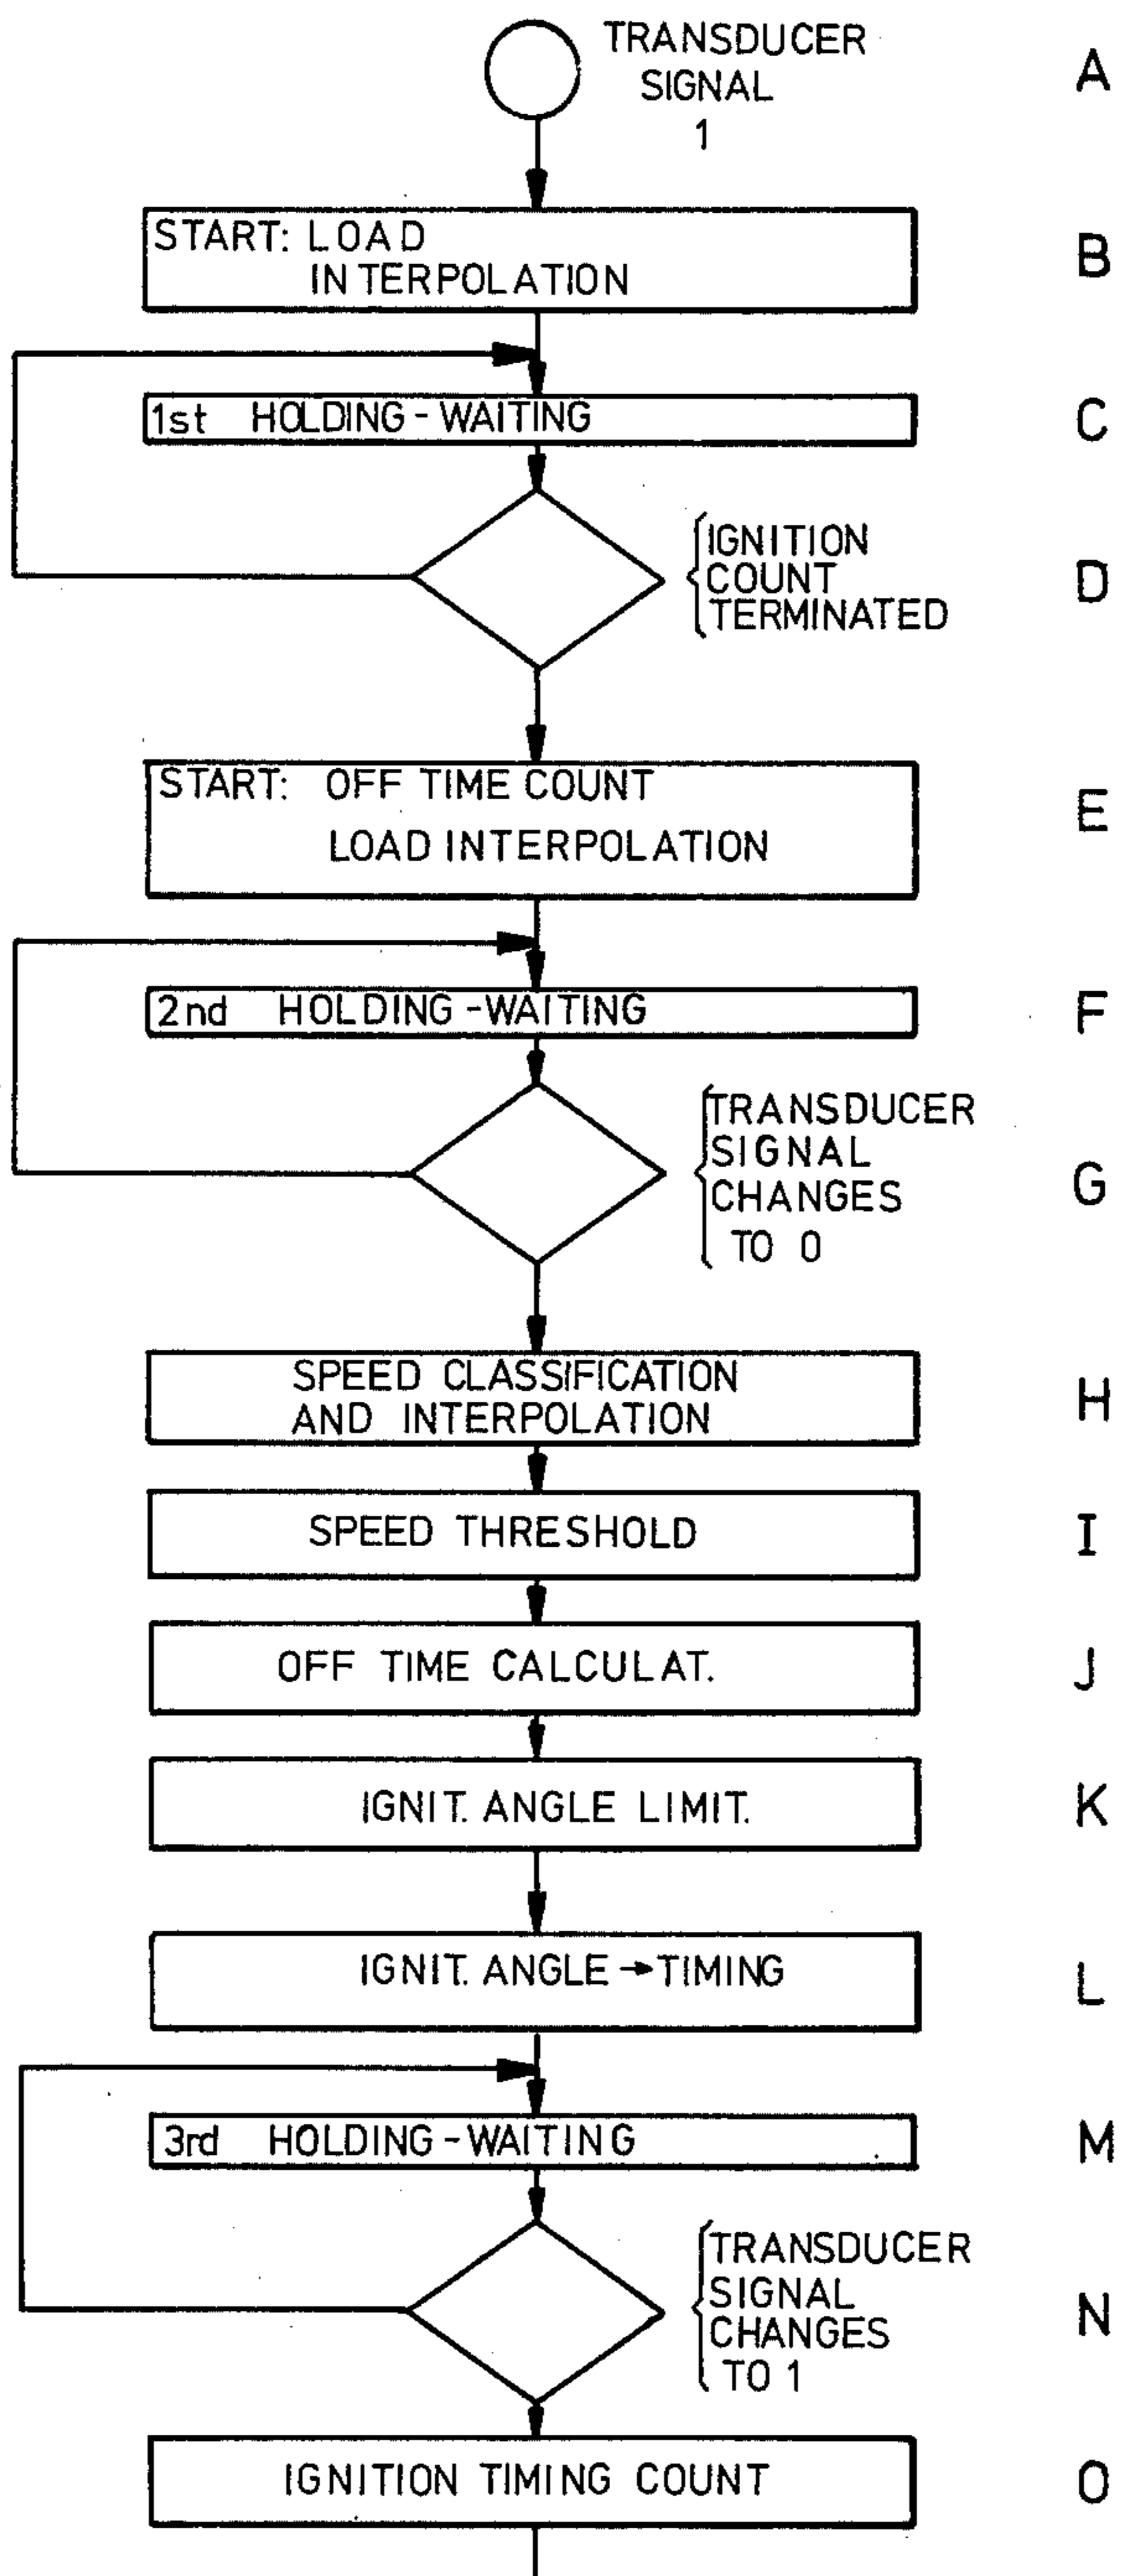 TRANSDUCER
SIGNAL
1
A
START: LOAD
INTERPOLATION
B
1st HOLDING-WAITING
C
IGNITION
COUNT
TERMINATED
D
START: OFF TIME COUNT
LOAD INTERPOLATION
E
2nd HOLDING-WAITING
F
TRANSDUCER
SIGNAL
CHANGES
TO 0
G
SPEED CLASSIFICATION
AND INTERPOLATION
H
SPEED THRESHOLD
I
OFF TIME CALCULAT.
J
IGNIT. ANGLE LIMIT.
K
IGNIT. ANGLE → TIMING
L
3rd HOLDING-WAITING
M
TRANSDUCER
SIGNAL
CHANGES
TO 1
N
IGNITION TIMING COUNT
O